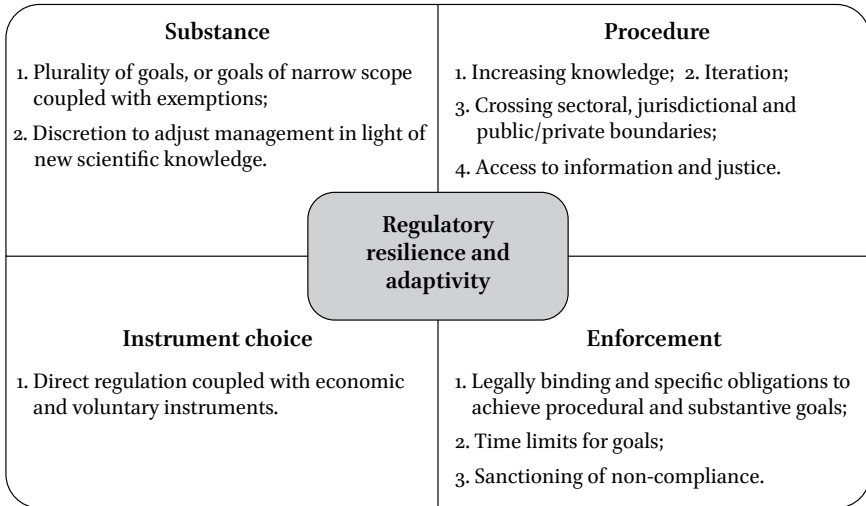 Substance
1. Plurality of goals, or goals of narrow scope
coupled with exemptions;
2. Discretion to adjust management in light of
new scientific knowledge.
Procedure
1. Increasing knowledge; 2. Iteration;
3. Crossing sectoral, jurisdictional and
public/private boundaries;
4. Access to information and justice.
Regulatory
resilience and
adaptivity
Instrument choice
1. Direct regulation coupled with economic
and voluntary instruments.
Enforcement
1. Legally binding and specific obligations to
achieve procedural and substantive goals;
2. Time limits for goals;
3. Sanctioning of non-compliance.